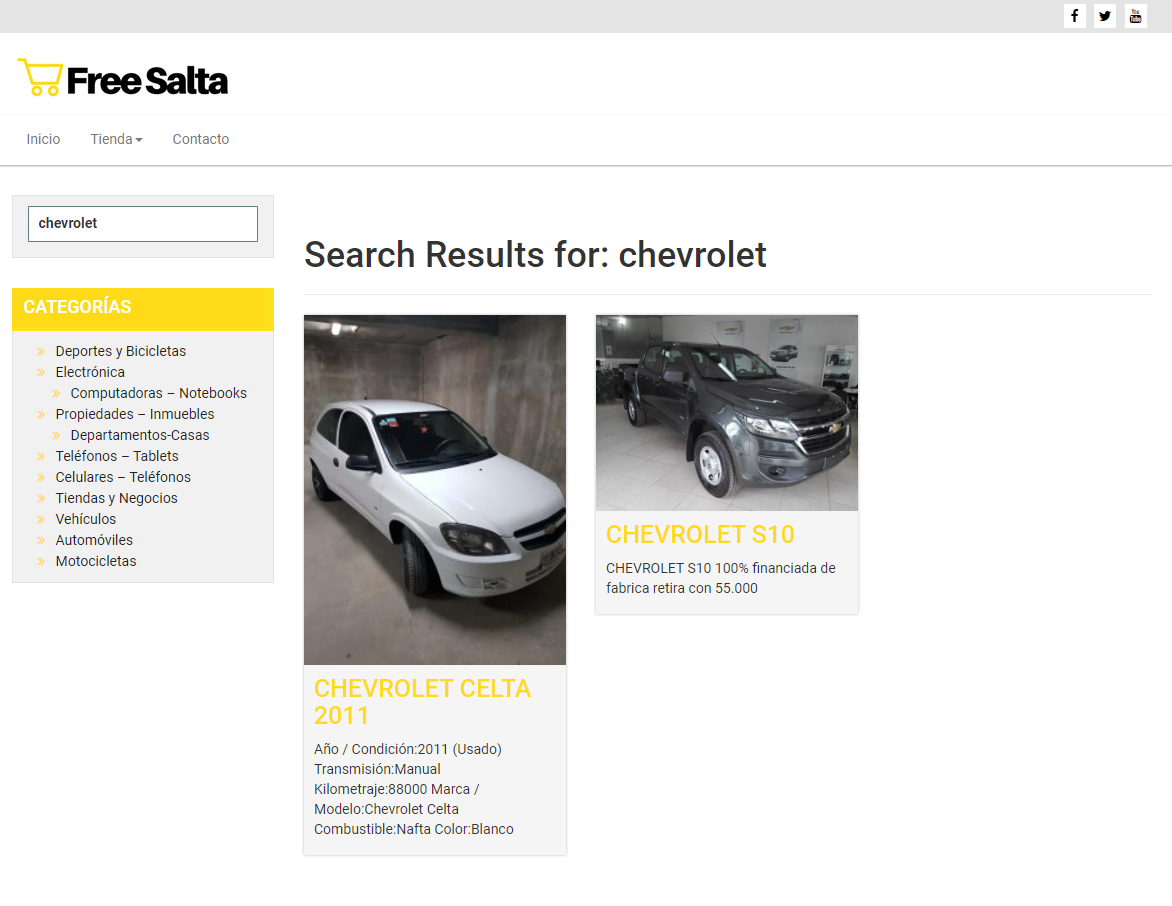 You
Tube
Free Salta
Inicio
Tienda
Contacto
chevrolet
CATEGORÍAS
Deportes y Bicicletas
Electrónica
Computadoras – Notebooks
Propiedades – Inmuebles
Departamentos-Casas
Teléfonos – Tablets
Celulares – Teléfonos
Tiendas y Negocios
Vehículos
Automóviles
Motocicletas
Search Results for: chevrolet
CHEVROLET CELTA
2011
Año / Condición:2011 (Usado)
Transmisión:Manual
Kilometraje:88000 Marca /
Modelo:Chevrolet Celta
Combustible:Nafta Color:Blanco
CHEVROLET S10
CHEVROLET S10 100% financiada de
fabrica retira con 55.000